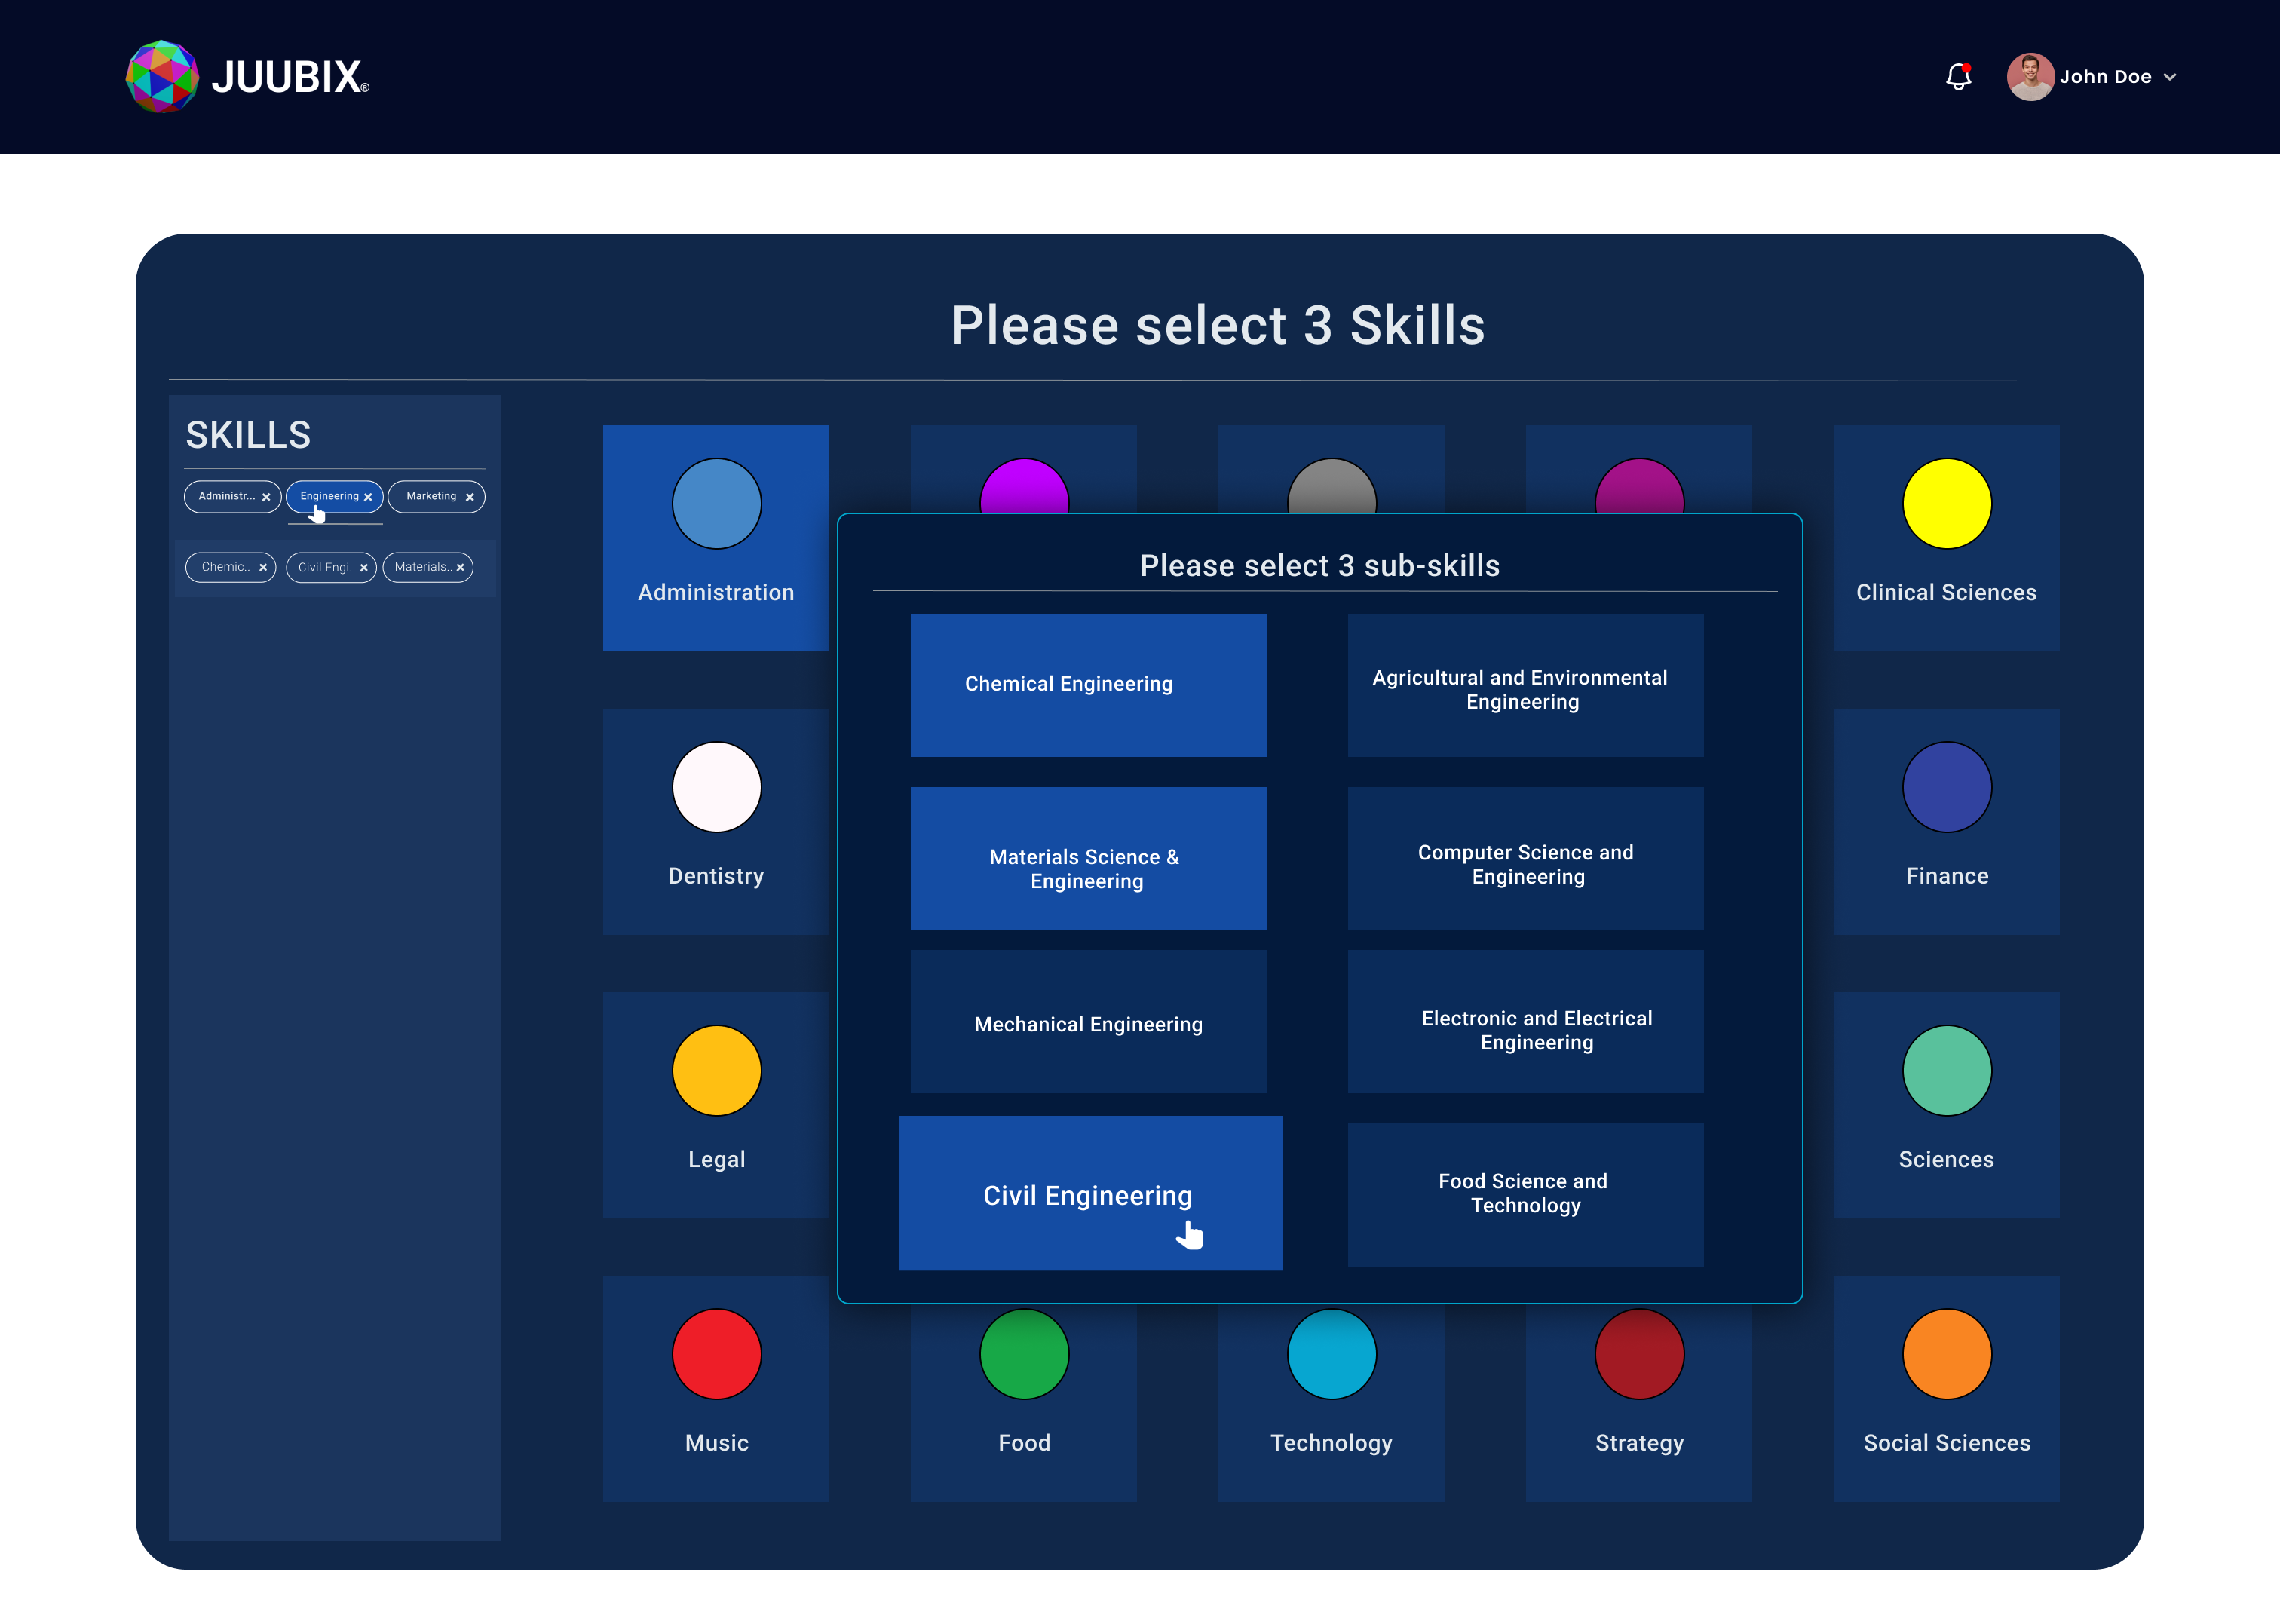 JUUBIX®
John Doe
Please select 3 Skills
SKILLS
Administr...
Engineering
Marketing
Chemic..
Civil Engi..
Materials..
Administration
Clinical Sciences
Dentistry
Finance
Legal
Sciences
Music
Food
Technology
Strategy
Social Sciences
Please select 3 sub-skills
Chemical Engineering
Agricultural and Environmental
Engineering
Materials Science &
Engineering
Computer Science and
Engineering
Mechanical Engineering
Electronic and Electrical
Engineering
Civil Engineering
Food Science and
Technology